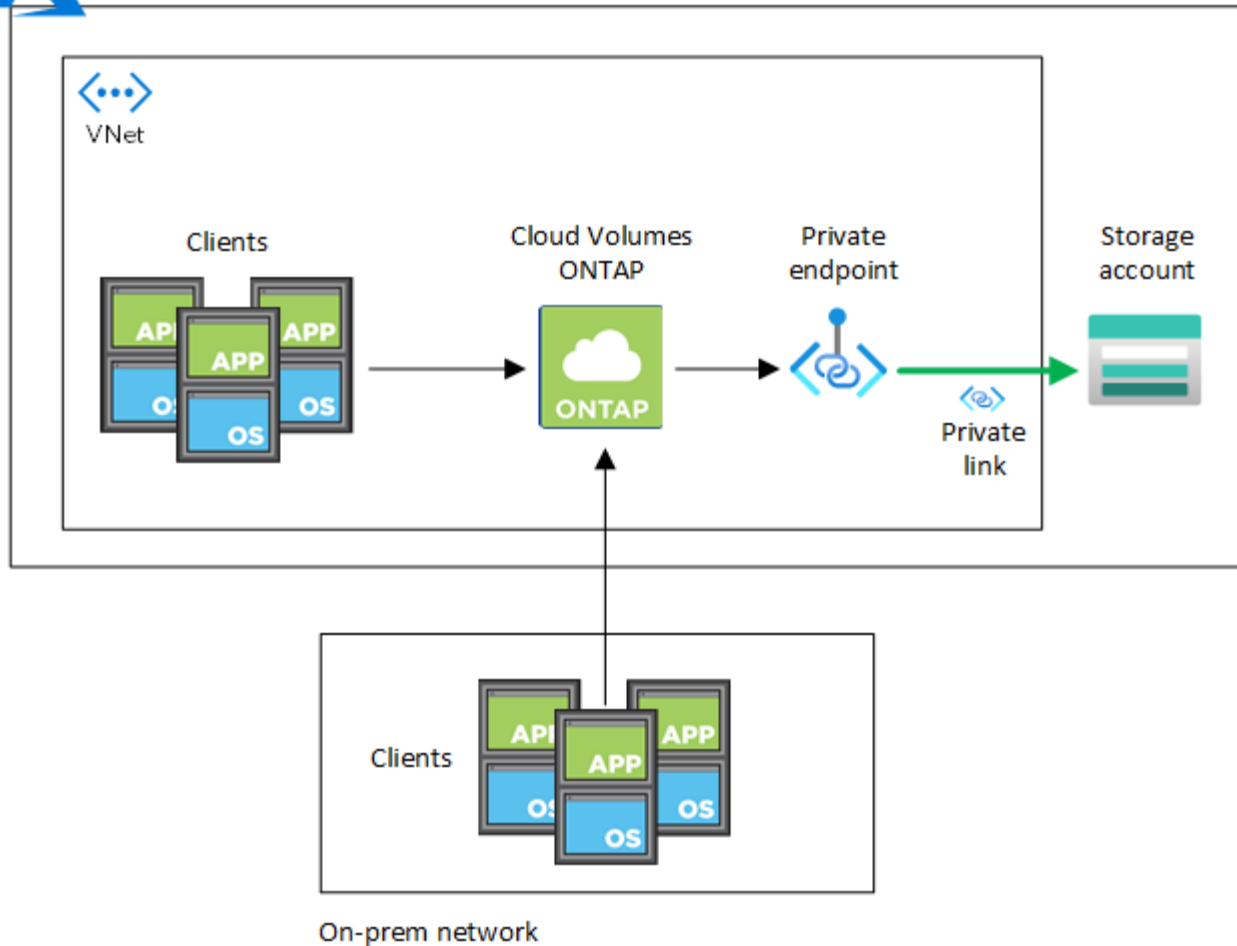 VNet
Clients
APP
APP
APP
OS
OS
OS
Cloud Volumes
ONTAP
ONTAP
Private
endpoint
Private
link
Storage
account
Clients
APP
APP
APP
OS
OS
OS
On-prem network